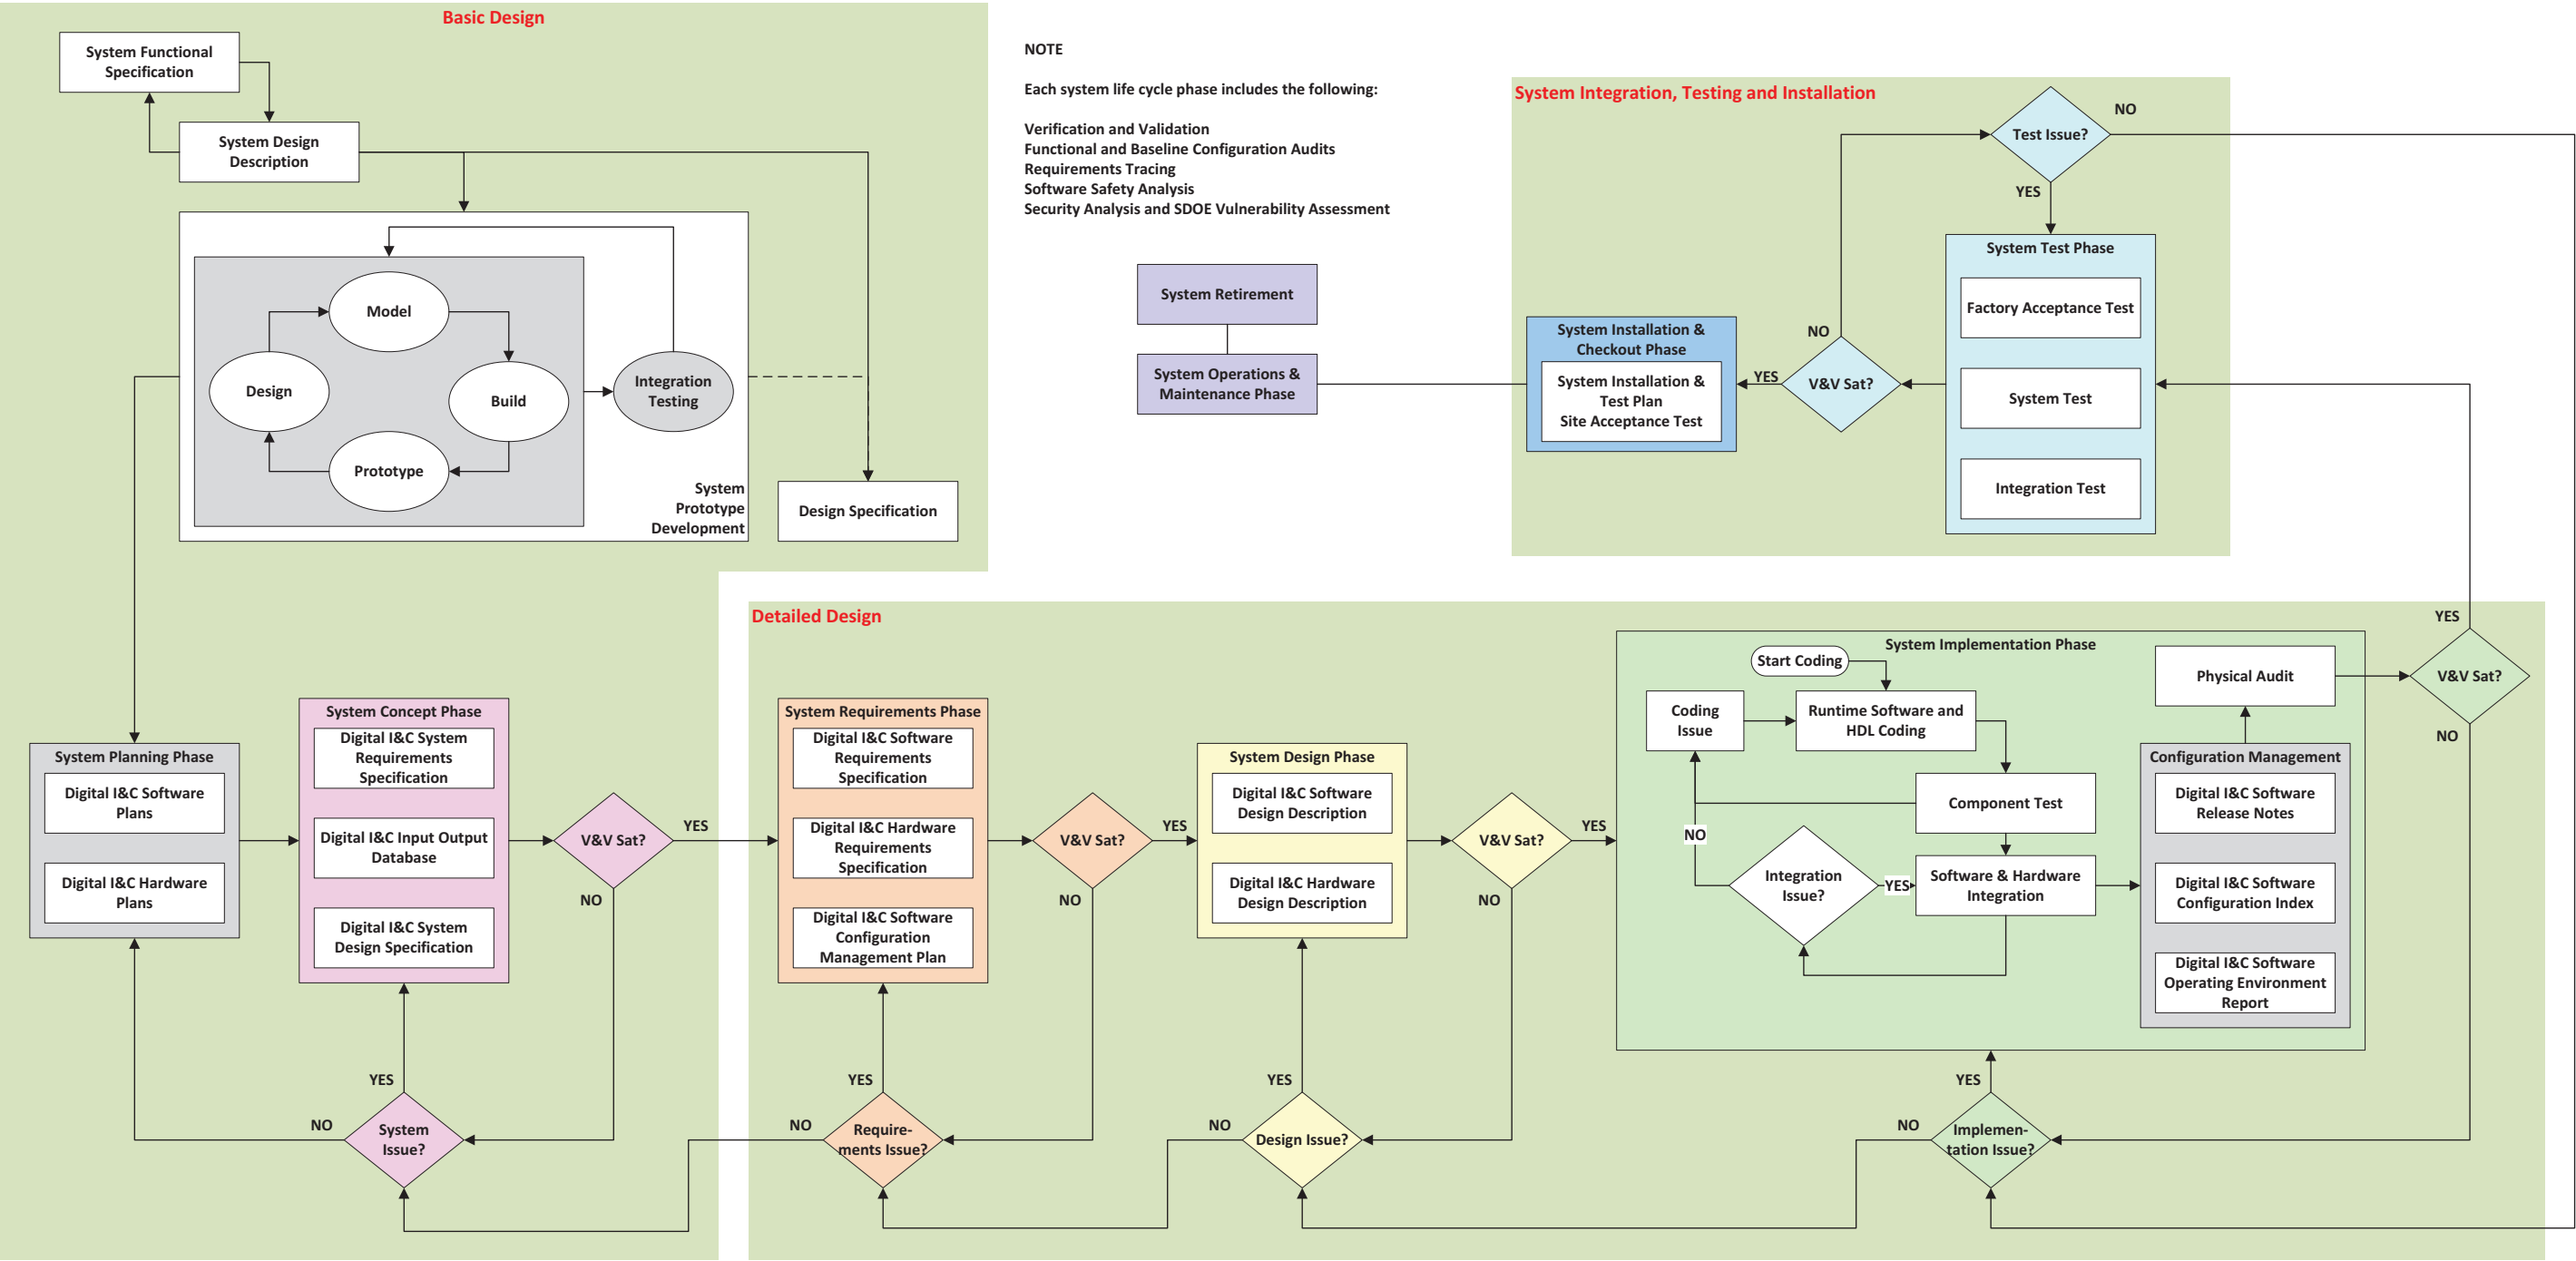 Basic Design
System Functional
Specification
System Design
Description
Model
Design
Build
Prototype
Integration
Testing
System
Prototype
Development
Design Specification
NOTE
Each system life cycle phase includes the following:
Verification and Validation
Functional and Baseline Configuration Audits
Requirements Tracing
Software Safety Analysis
Security Analysis and SDOE Vulnerability Assessment
System Retirement
System Operations &
Maintenance Phase
System Integration, Testing and Installation
Test Issue?
NO
YES
System Test Phase
Factory Acceptance Test
System Test
Integration Test
NO
V&V Sat?
YES
System Installation &
Checkout Phase
System Installation &
Test Plan
Site Acceptance Test
System Planning Phase
Digital I&C Software
Plans
Digital I&C Hardware
Plans
System Concept Phase
Digital I&C System
Requirements
Specification
Digital I&C Input Output
Database
Digital I&C System
Design Specification
V&V Sat?
YES
NO
YES
NO
System
Issue?
Detailed Design
System Requirements Phase
Digital I&C Software
Requirements
Specification
Digital I&C Hardware
Requirements
Specification
Digital I&C Software
Configuration
Management Plan
V&V Sat?
YES
NO
YES
NO
Require-
ments Issue?
System Design Phase
Digital I&C Software
Design Description
Digital I&C Hardware
Design Description
V&V Sat?
YES
NO
YES
NO
Design Issue?
System Implementation Phase
Start Coding
Coding
Issue
Runtime Software and
HDL Coding
Component Test
NO
Integration
Issue?
YES
Software & Hardware
Integration
Physical Audit
Configuration Management
Digital I&C Software
Release Notes
Digital I&C Software
Configuration Index
Digital I&C Software
Operating Environment
Report
YES
V&V Sat?
NO
YES
NO
Implemen-
tation Issue?